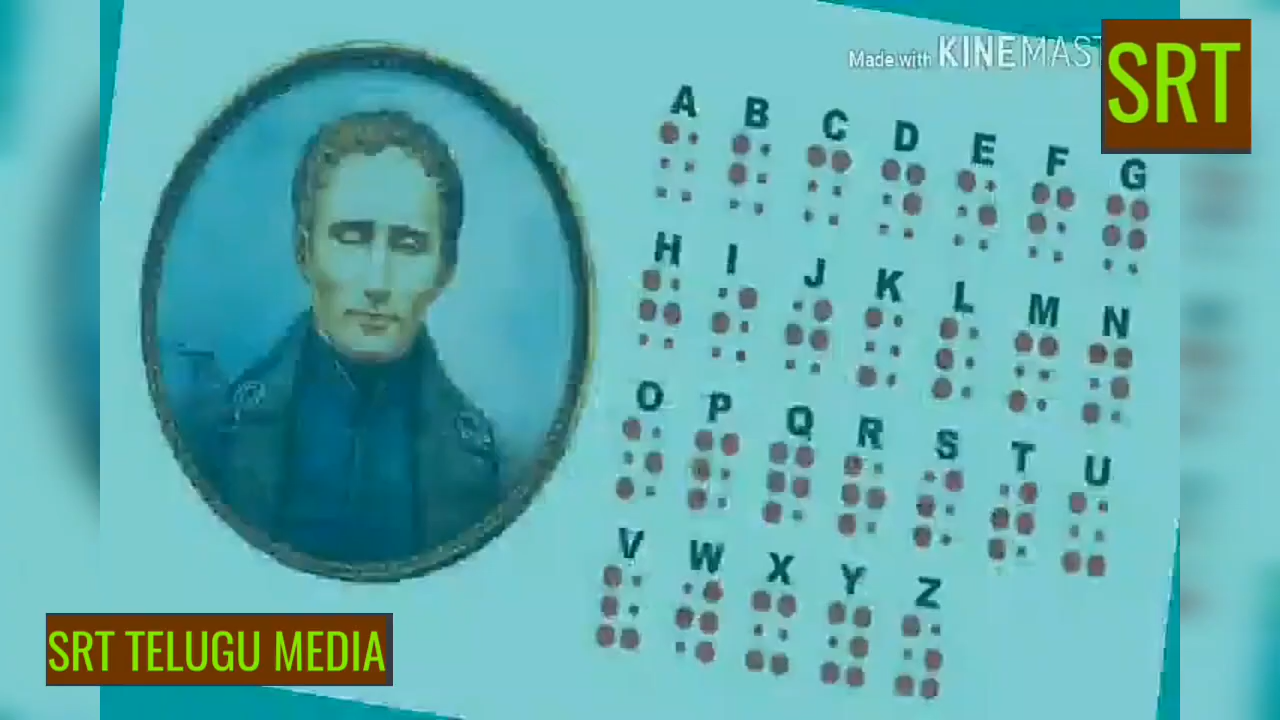 Made with KINEMAST
SRT
A B C D E F G
H I J K L M N
O P Q R S T U
V W X Y Z
SRT TELUGU MEDIA